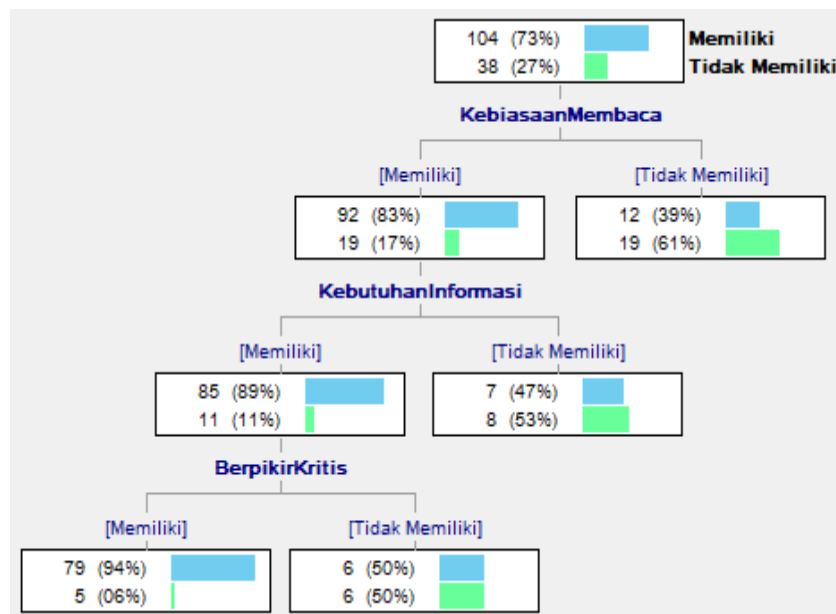 104 (73%) Memiliki
38 (27%) Tidak Memiliki
KebiasaanMembaca
[Memiliki] [Tidak Memiliki]
92 (83%) 12 (39%)
19 (17%) 19 (61%)
KebutuhanInformasi
[Memiliki] [Tidak Memiliki]
85 (89%) 7 (47%)
11 (11%) 8 (53%)
BerpikirKritis
[Memiliki] [Tidak Memiliki]
79 (94%) 6 (50%)
5 (06%) 6 (50%)